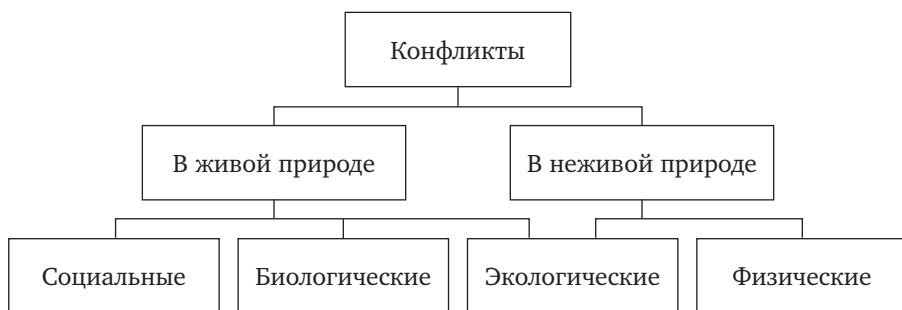 Конфликты
В живой природе
В неживой природе
Социальные
Биологические
Экологические
Физические